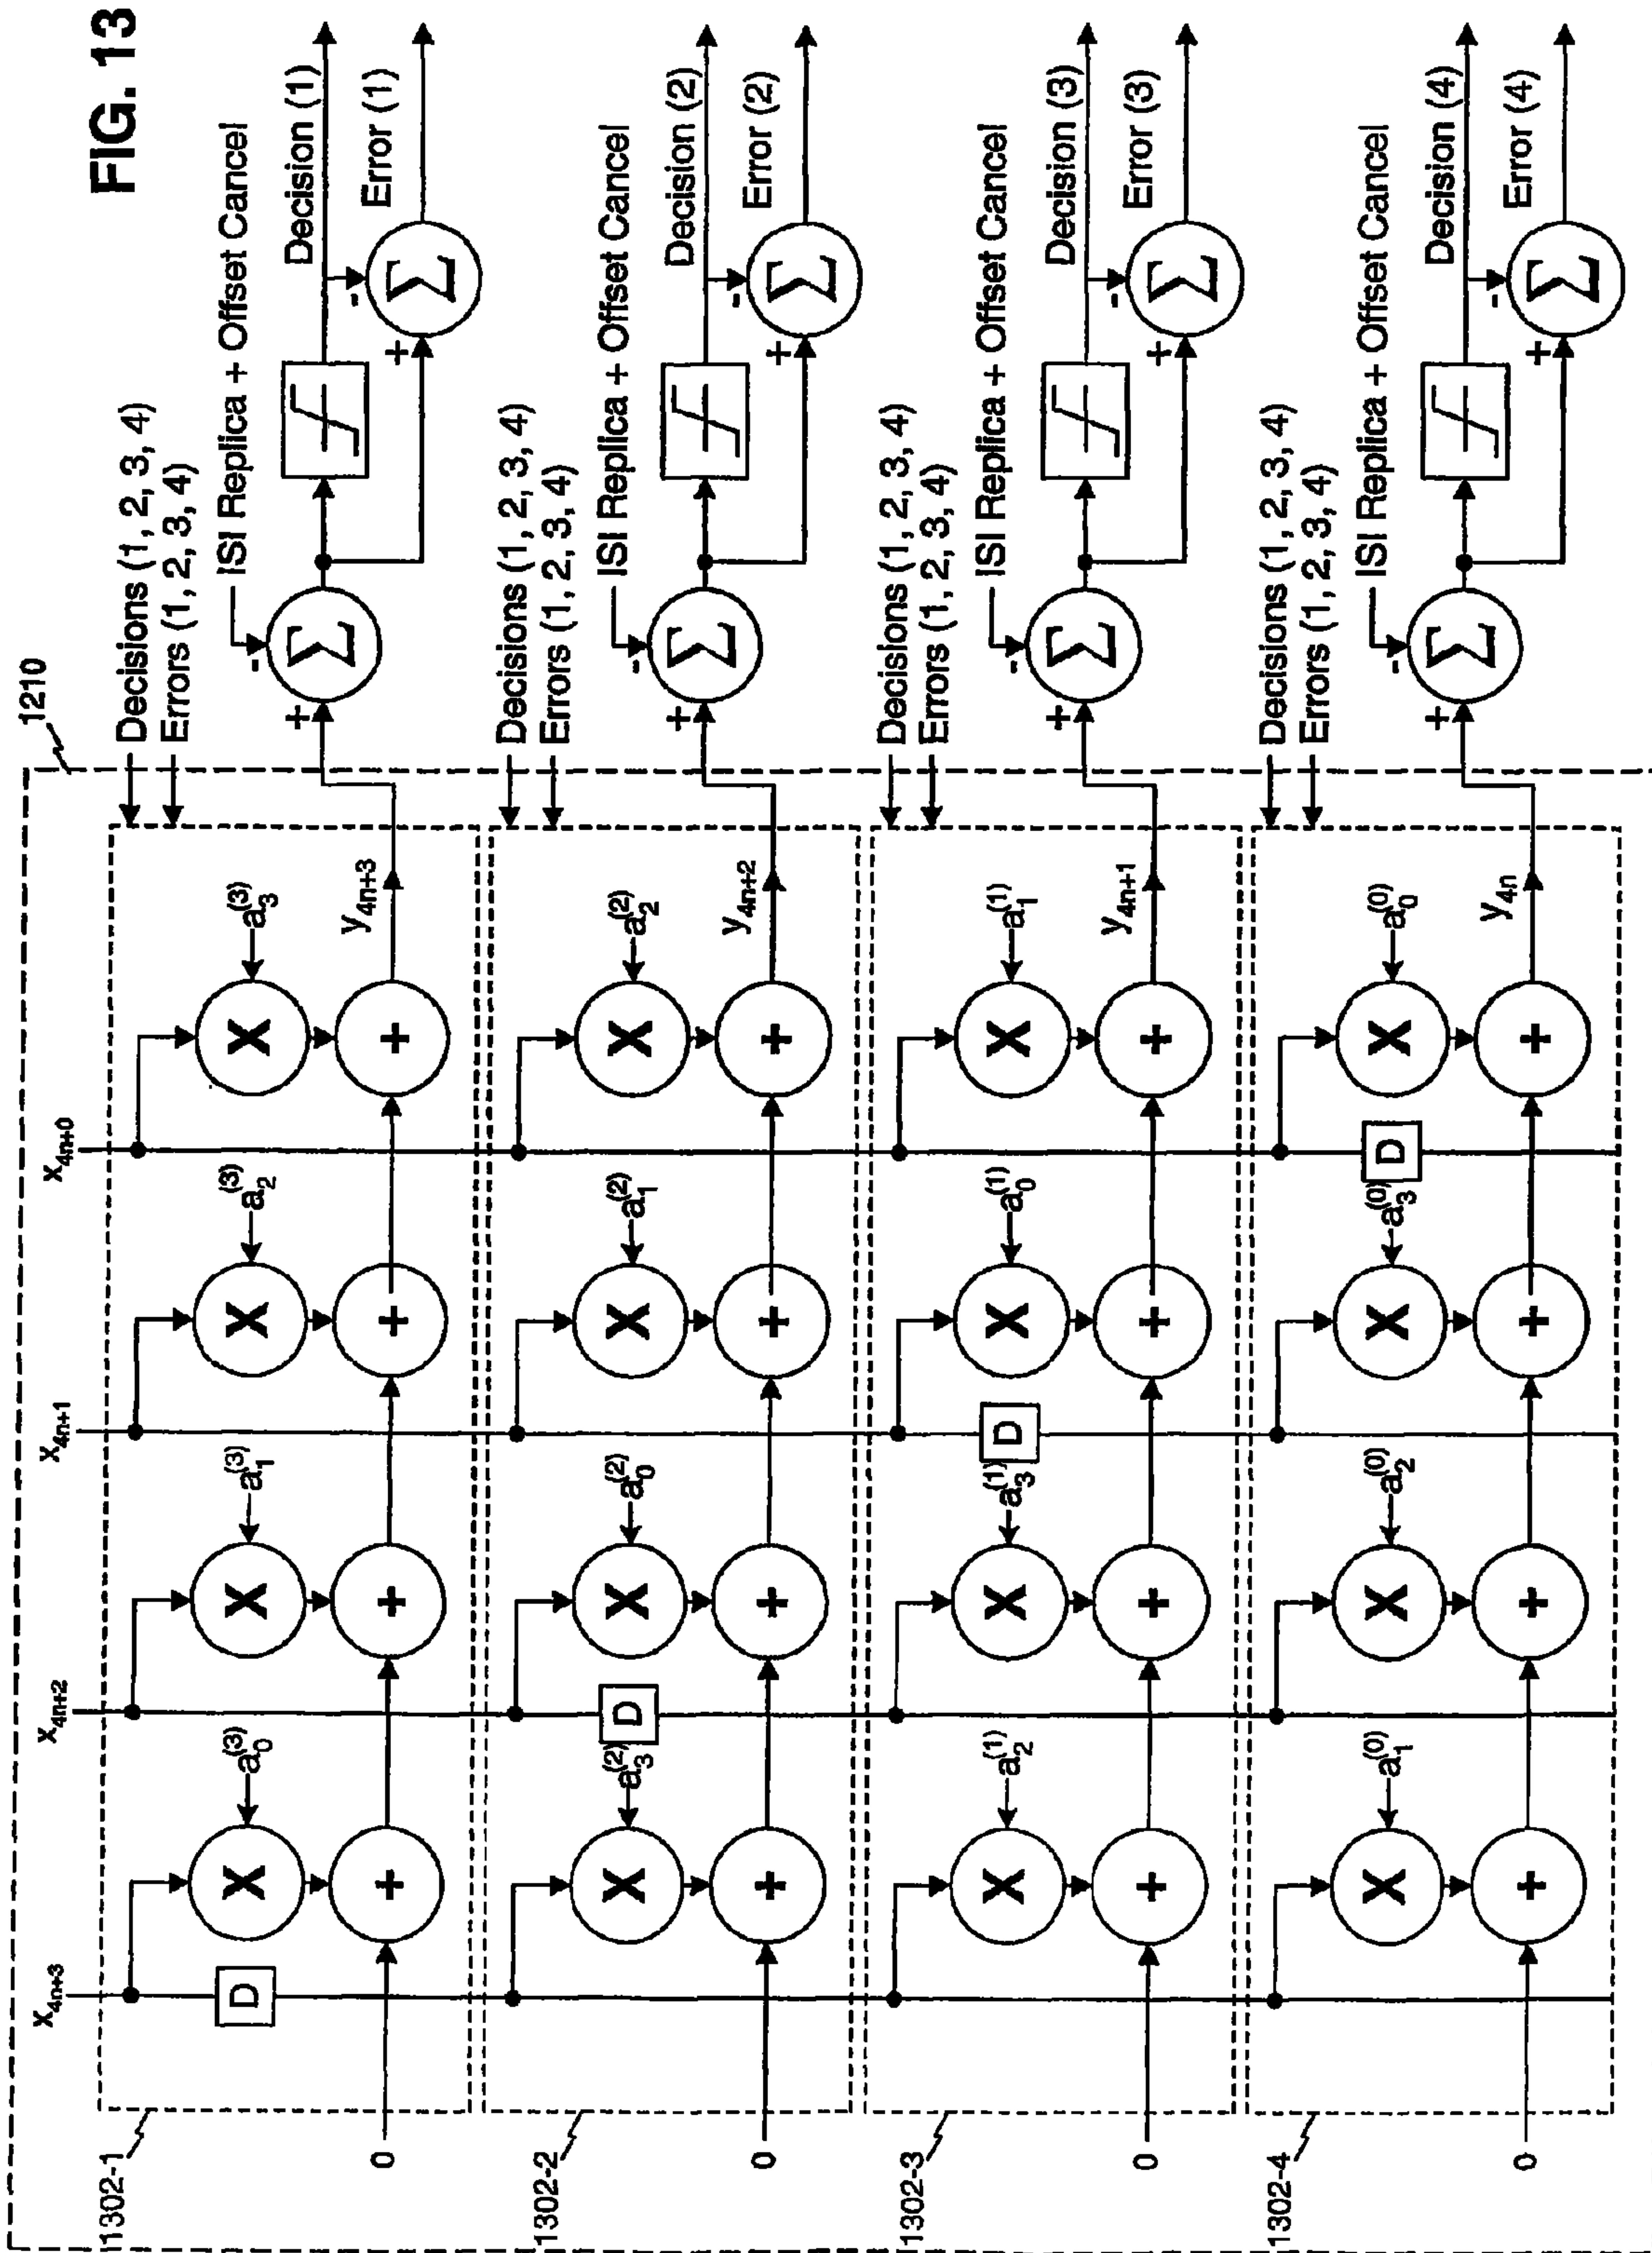 FIG. 13
1210
x4n+3
x4n+2
x4n+1
x4n+0
1302-1
D
a0(3)
a1(3)
a2(3)
a3(3)
X
X
X
X
0
+
+
+
+
y4n+3
Decisions (1, 2, 3, 4)
Errors (1, 2, 3, 4)
ISI Replica + Offset Cancel
-
+
Σ
Decision (1)
-
+
Σ
Error (1)
1302-2
D
a3(2)
a0(2)
a1(2)
a2(2)
X
X
X
X
0
+
+
+
+
y4n+2
Decisions (1, 2, 3, 4)
Errors (1, 2, 3, 4)
ISI Replica + Offset Cancel
-
+
Σ
Decision (2)
-
+
Σ
Error (2)
1302-3
D
a2(1)
a3(1)
a0(1)
a1(1)
X
X
X
X
0
+
+
+
+
y4n+1
Decisions (1, 2, 3, 4)
Errors (1, 2, 3, 4)
ISI Replica + Offset Cancel
-
+
Σ
Decision (3)
-
+
Σ
Error (3)
1302-4
D
a1(0)
a2(0)
a3(0)
a0(0)
X
X
X
X
0
+
+
+
+
y4n
Decisions (1, 2, 3, 4)
Errors (1, 2, 3, 4)
ISI Replica + Offset Cancel
-
+
Σ
Decision (4)
-
+
Σ
Error (4)